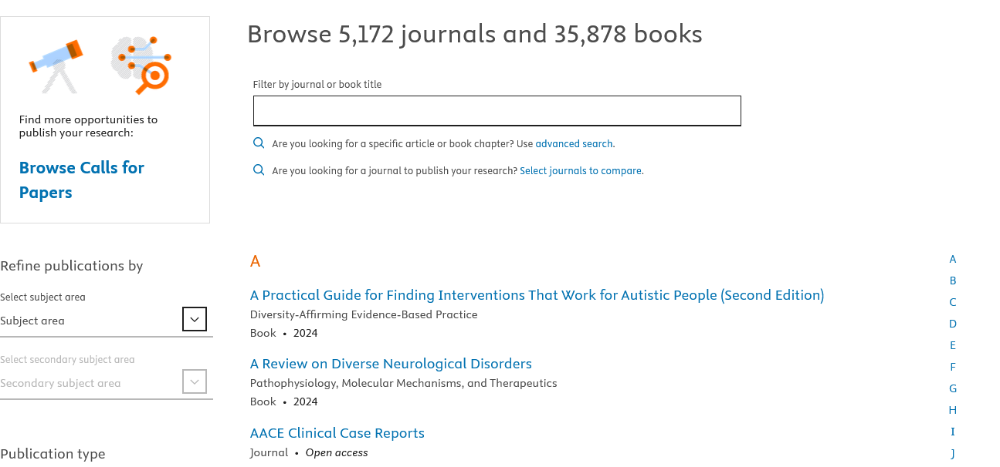 Find more opportunities to
publish your research:
Browse Calls for
Papers
Refine publications by
Select subject area
Subject area
Select secondary subject area
Secondary subject area
Publication type
Browse 5,172 journals and 35,878 books
Filter by journal or book title
Are you looking for a specific article or book chapter? Use advanced search.
Are you looking for a journal to publish your research? Select journals to compare.
A
A Practical Guide for Finding Interventions That Work for Autistic People (Second Edition)
Diversity-Affirming Evidence-Based Practice
Book • 2024
A Review on Diverse Neurological Disorders
Pathophysiology, Molecular Mechanisms, and Therapeutics
Book • 2024
AACE Clinical Case Reports
Journal • Open access
A
B
C
D
E
F
G
H
I
J